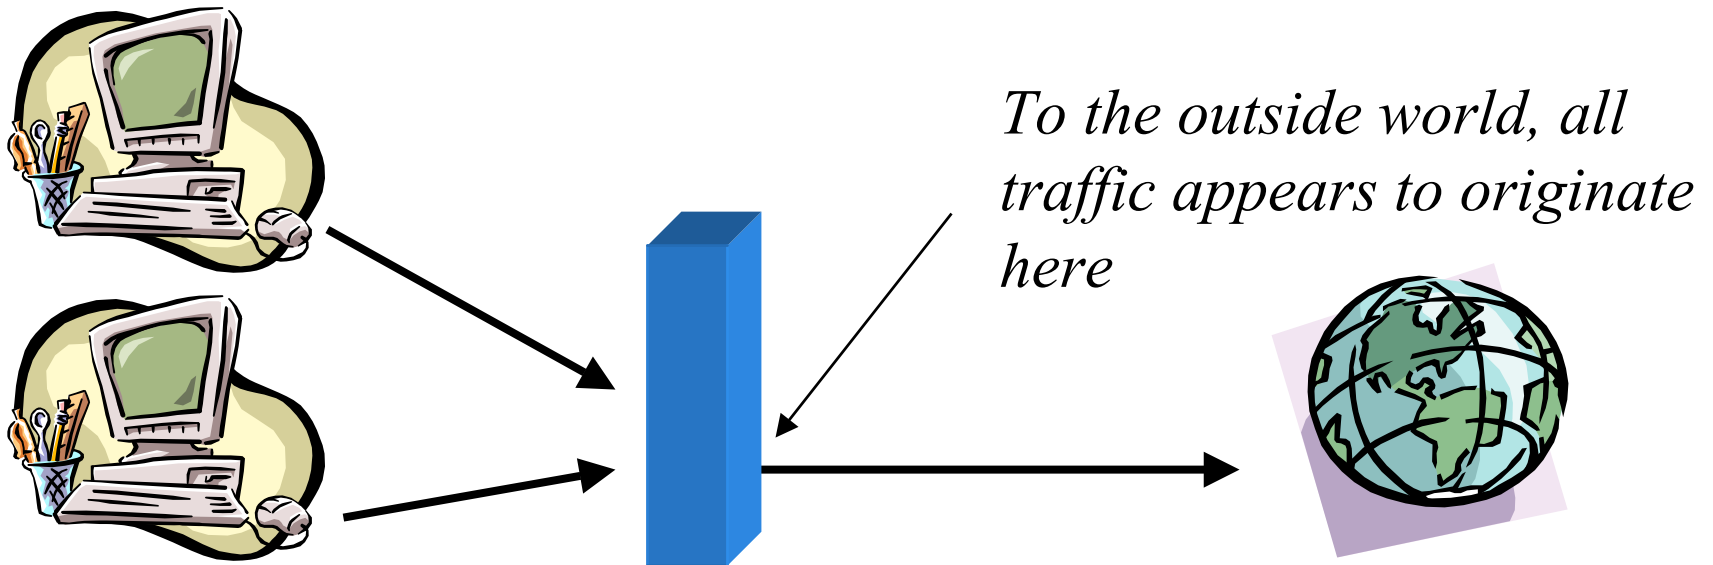 To the outside world, all
traffic appears to originate
here